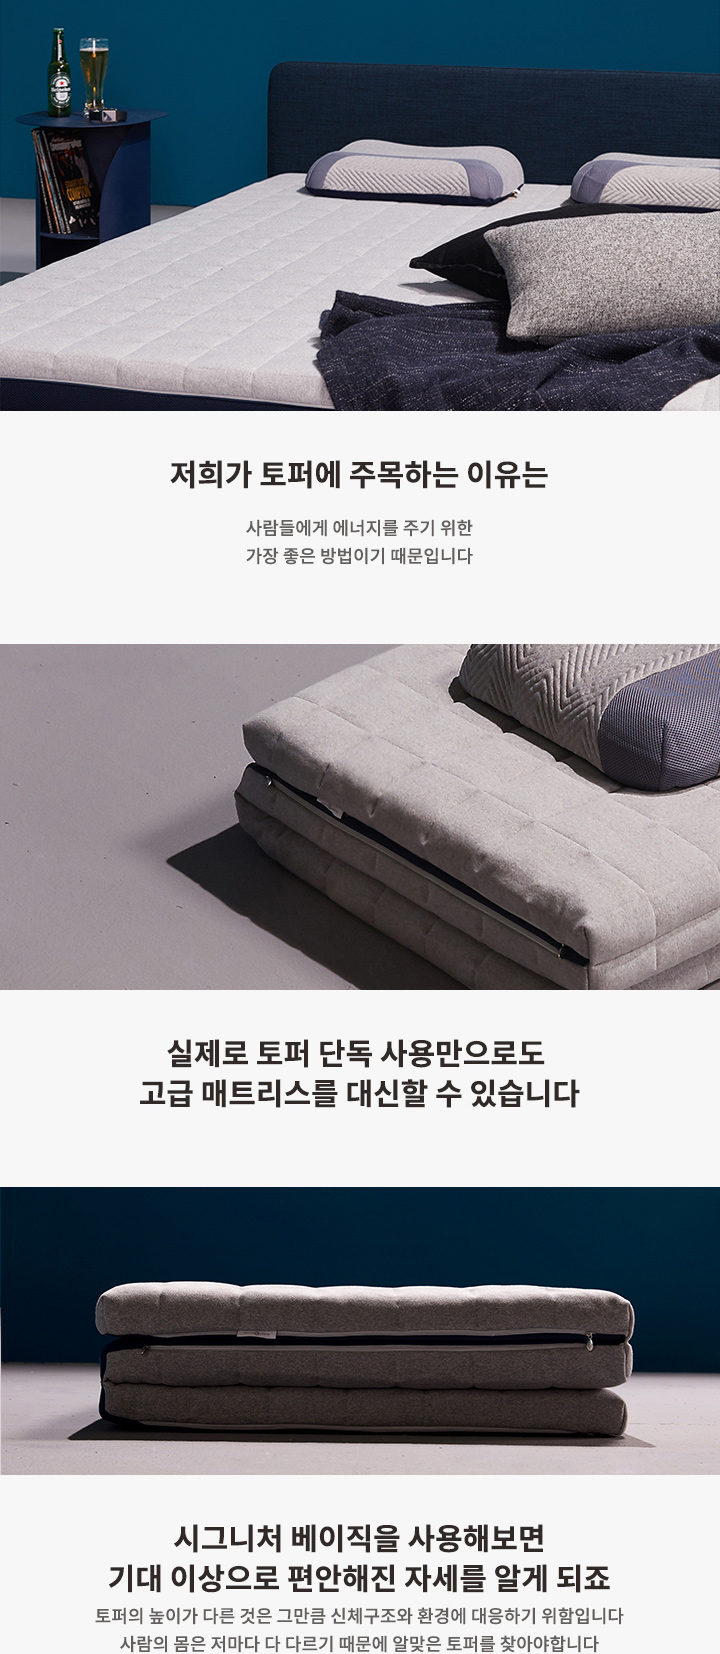 Heineken
저희가 토퍼에 주목하는 이유는
사람들에게 에너지를 주기 위한
가장 좋은 방법이기 때문입니다
실제로 토퍼 단독 사용만으로도
고급 매트리스를 대신할 수 있습니다
시그니처 베이직을 사용해보면
기대 이상으로 편안해진 자세를 알게 되죠
토퍼의 높이가 다른 것은 그만큼 신체구조와 환경에 대응하기 위함입니다
사람의 몸은 저마다 다 다르기 때문에 알맞은 토퍼를 찾아야합니다